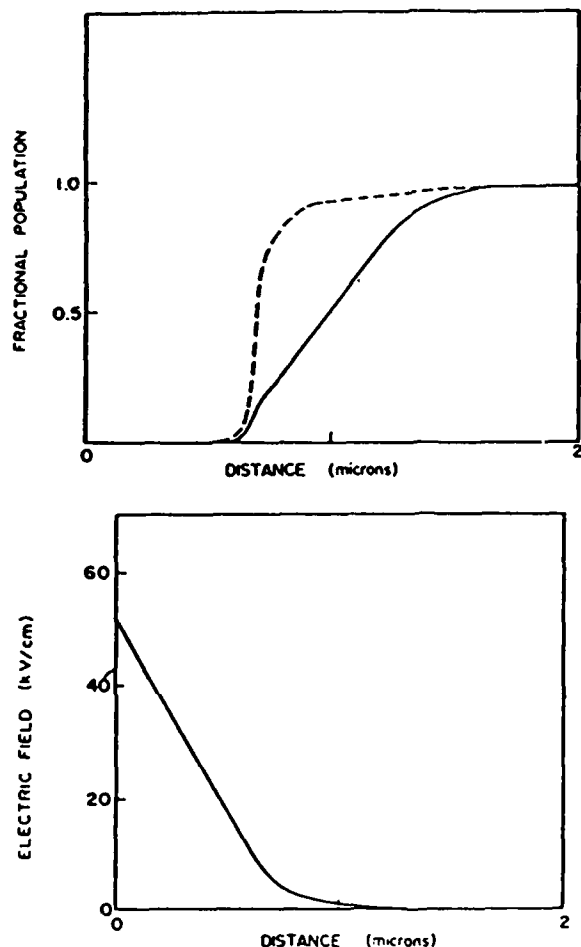 FRACTIONAL POPULATION
1.0
0.5
0
2
DISTANCE (microns)
ELECTRIC FIELD (kV/cm)
60
40
20
0
0
2
DISTANCE (microns)